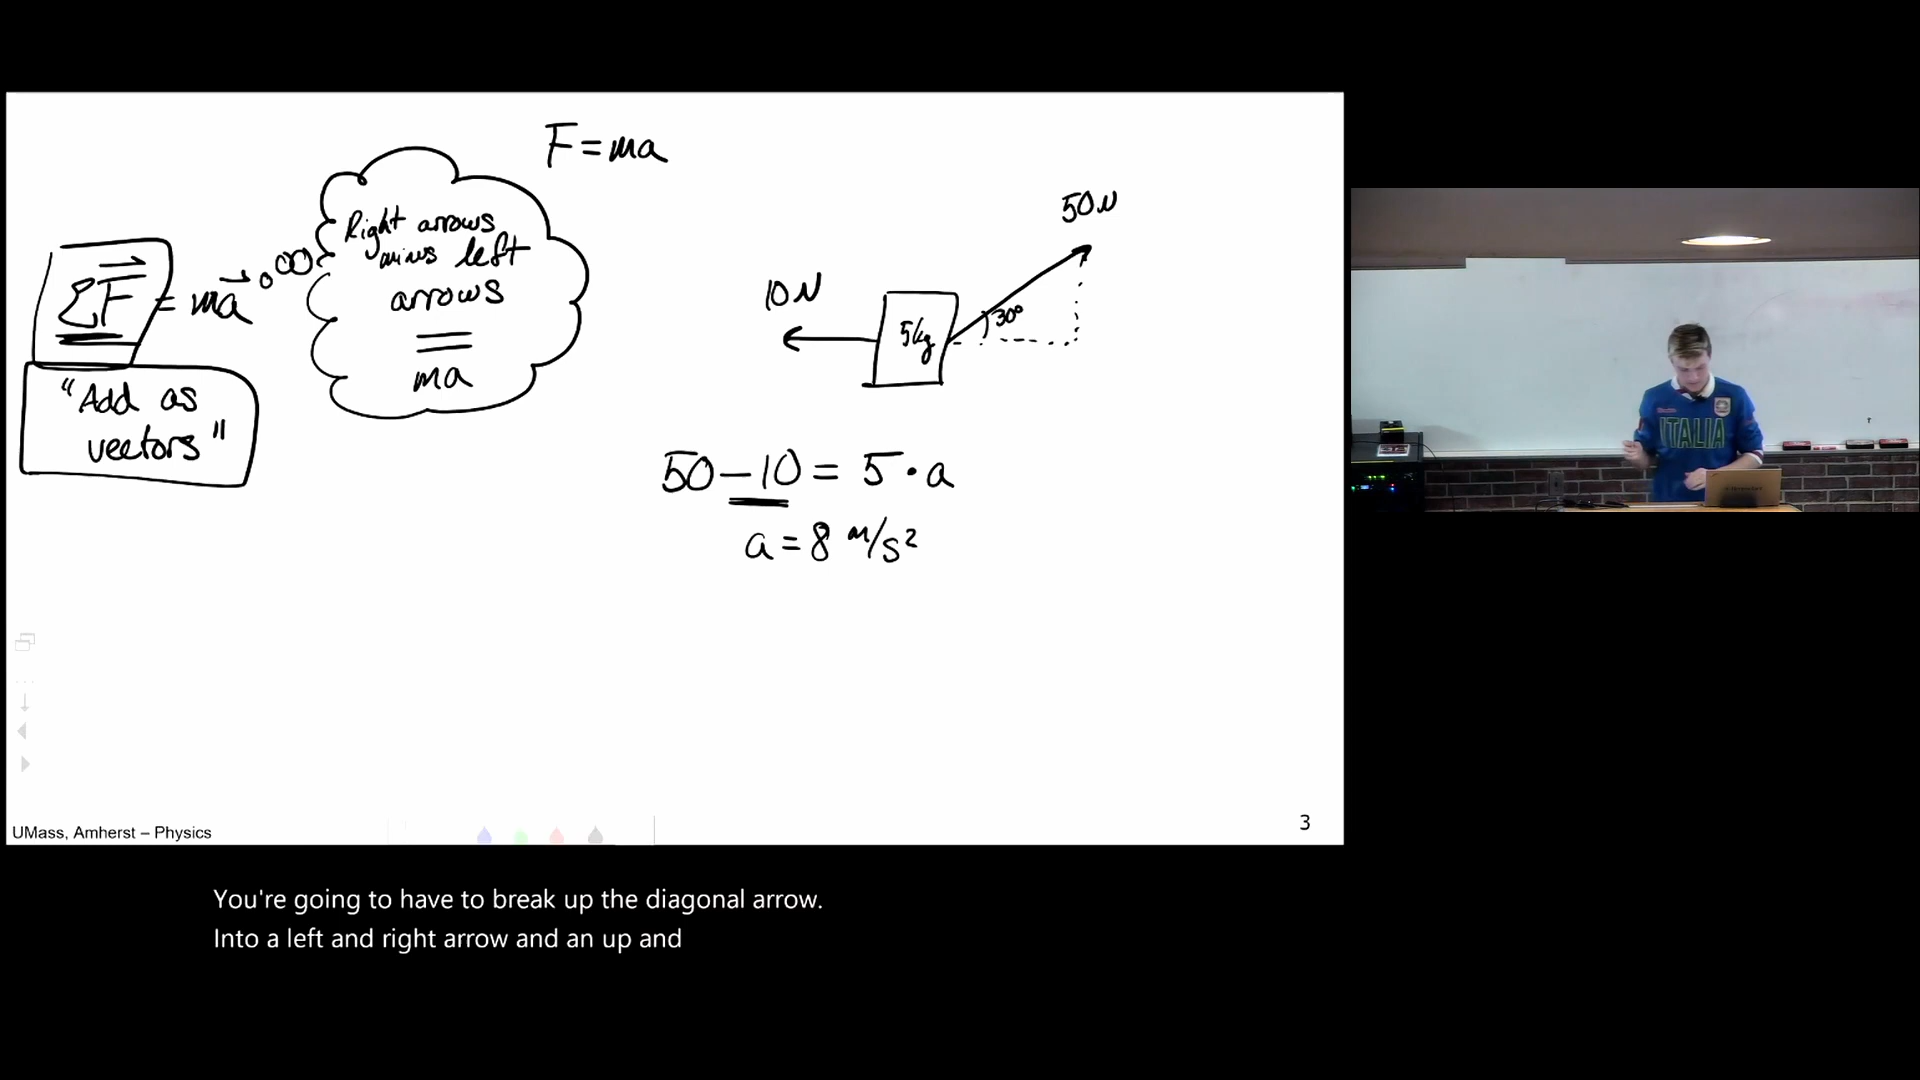 F = ma
Right arrows
minus left
arrows
=
ma
ΣF⃗ = ma⃗
"Add as
vectors"
50N
10N
5kg
30°
50 - 10 = 5 · a
a = 8 m/s²
UMass, Amherst – Physics
3
ITALIA
You're going to have to break up the diagonal arrow.
Into a left and right arrow and an up and